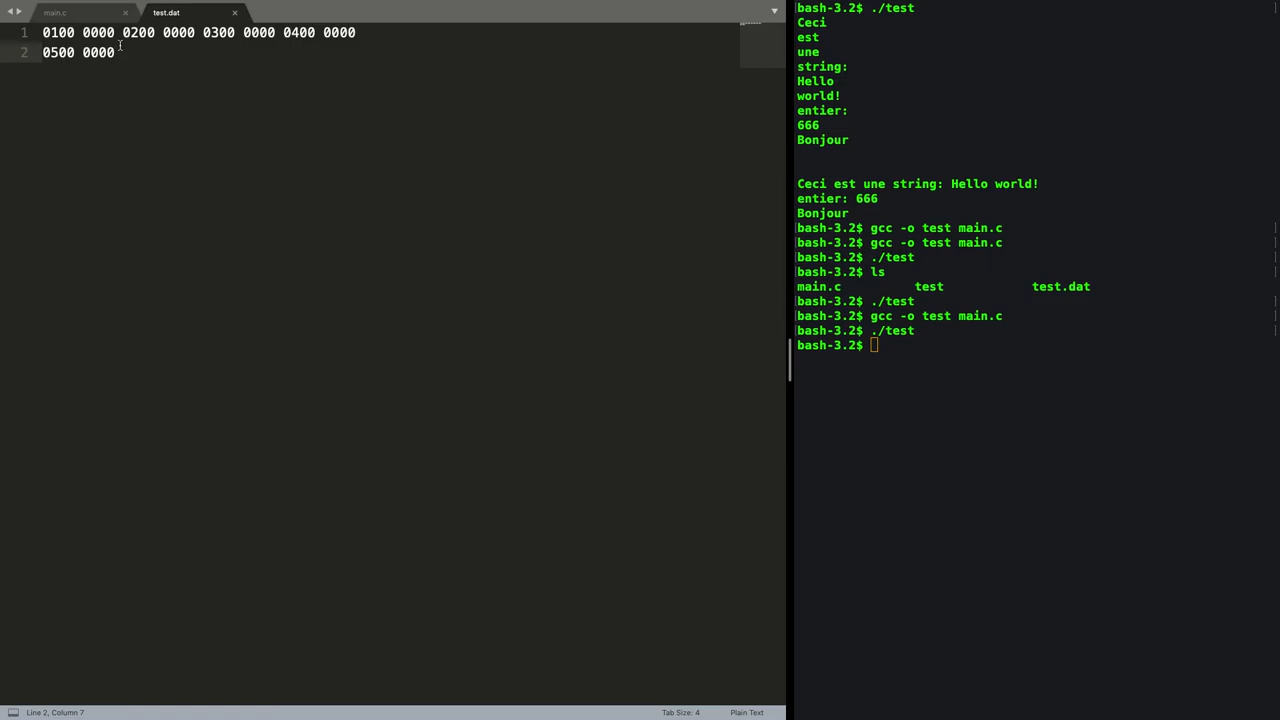 main.c
test.dat
1 0100 0000 0200 0000 0300 0000 0400 0000
2 0500 0000
Line 2, Column 7
Tab Size: 4
Plain Text
bash-3.2$ ./test
Ceci
est
une
string:
Hello
world!
entier:
666
Bonjour
Ceci est une string: Hello world!
entier: 666
Bonjour
bash-3.2$ gcc -o test main.c
bash-3.2$ gcc -o test main.c
bash-3.2$ ./test
bash-3.2$ ls
main.c test test.dat
bash-3.2$ ./test
bash-3.2$ gcc -o test main.c
bash-3.2$ ./test
bash-3.2$